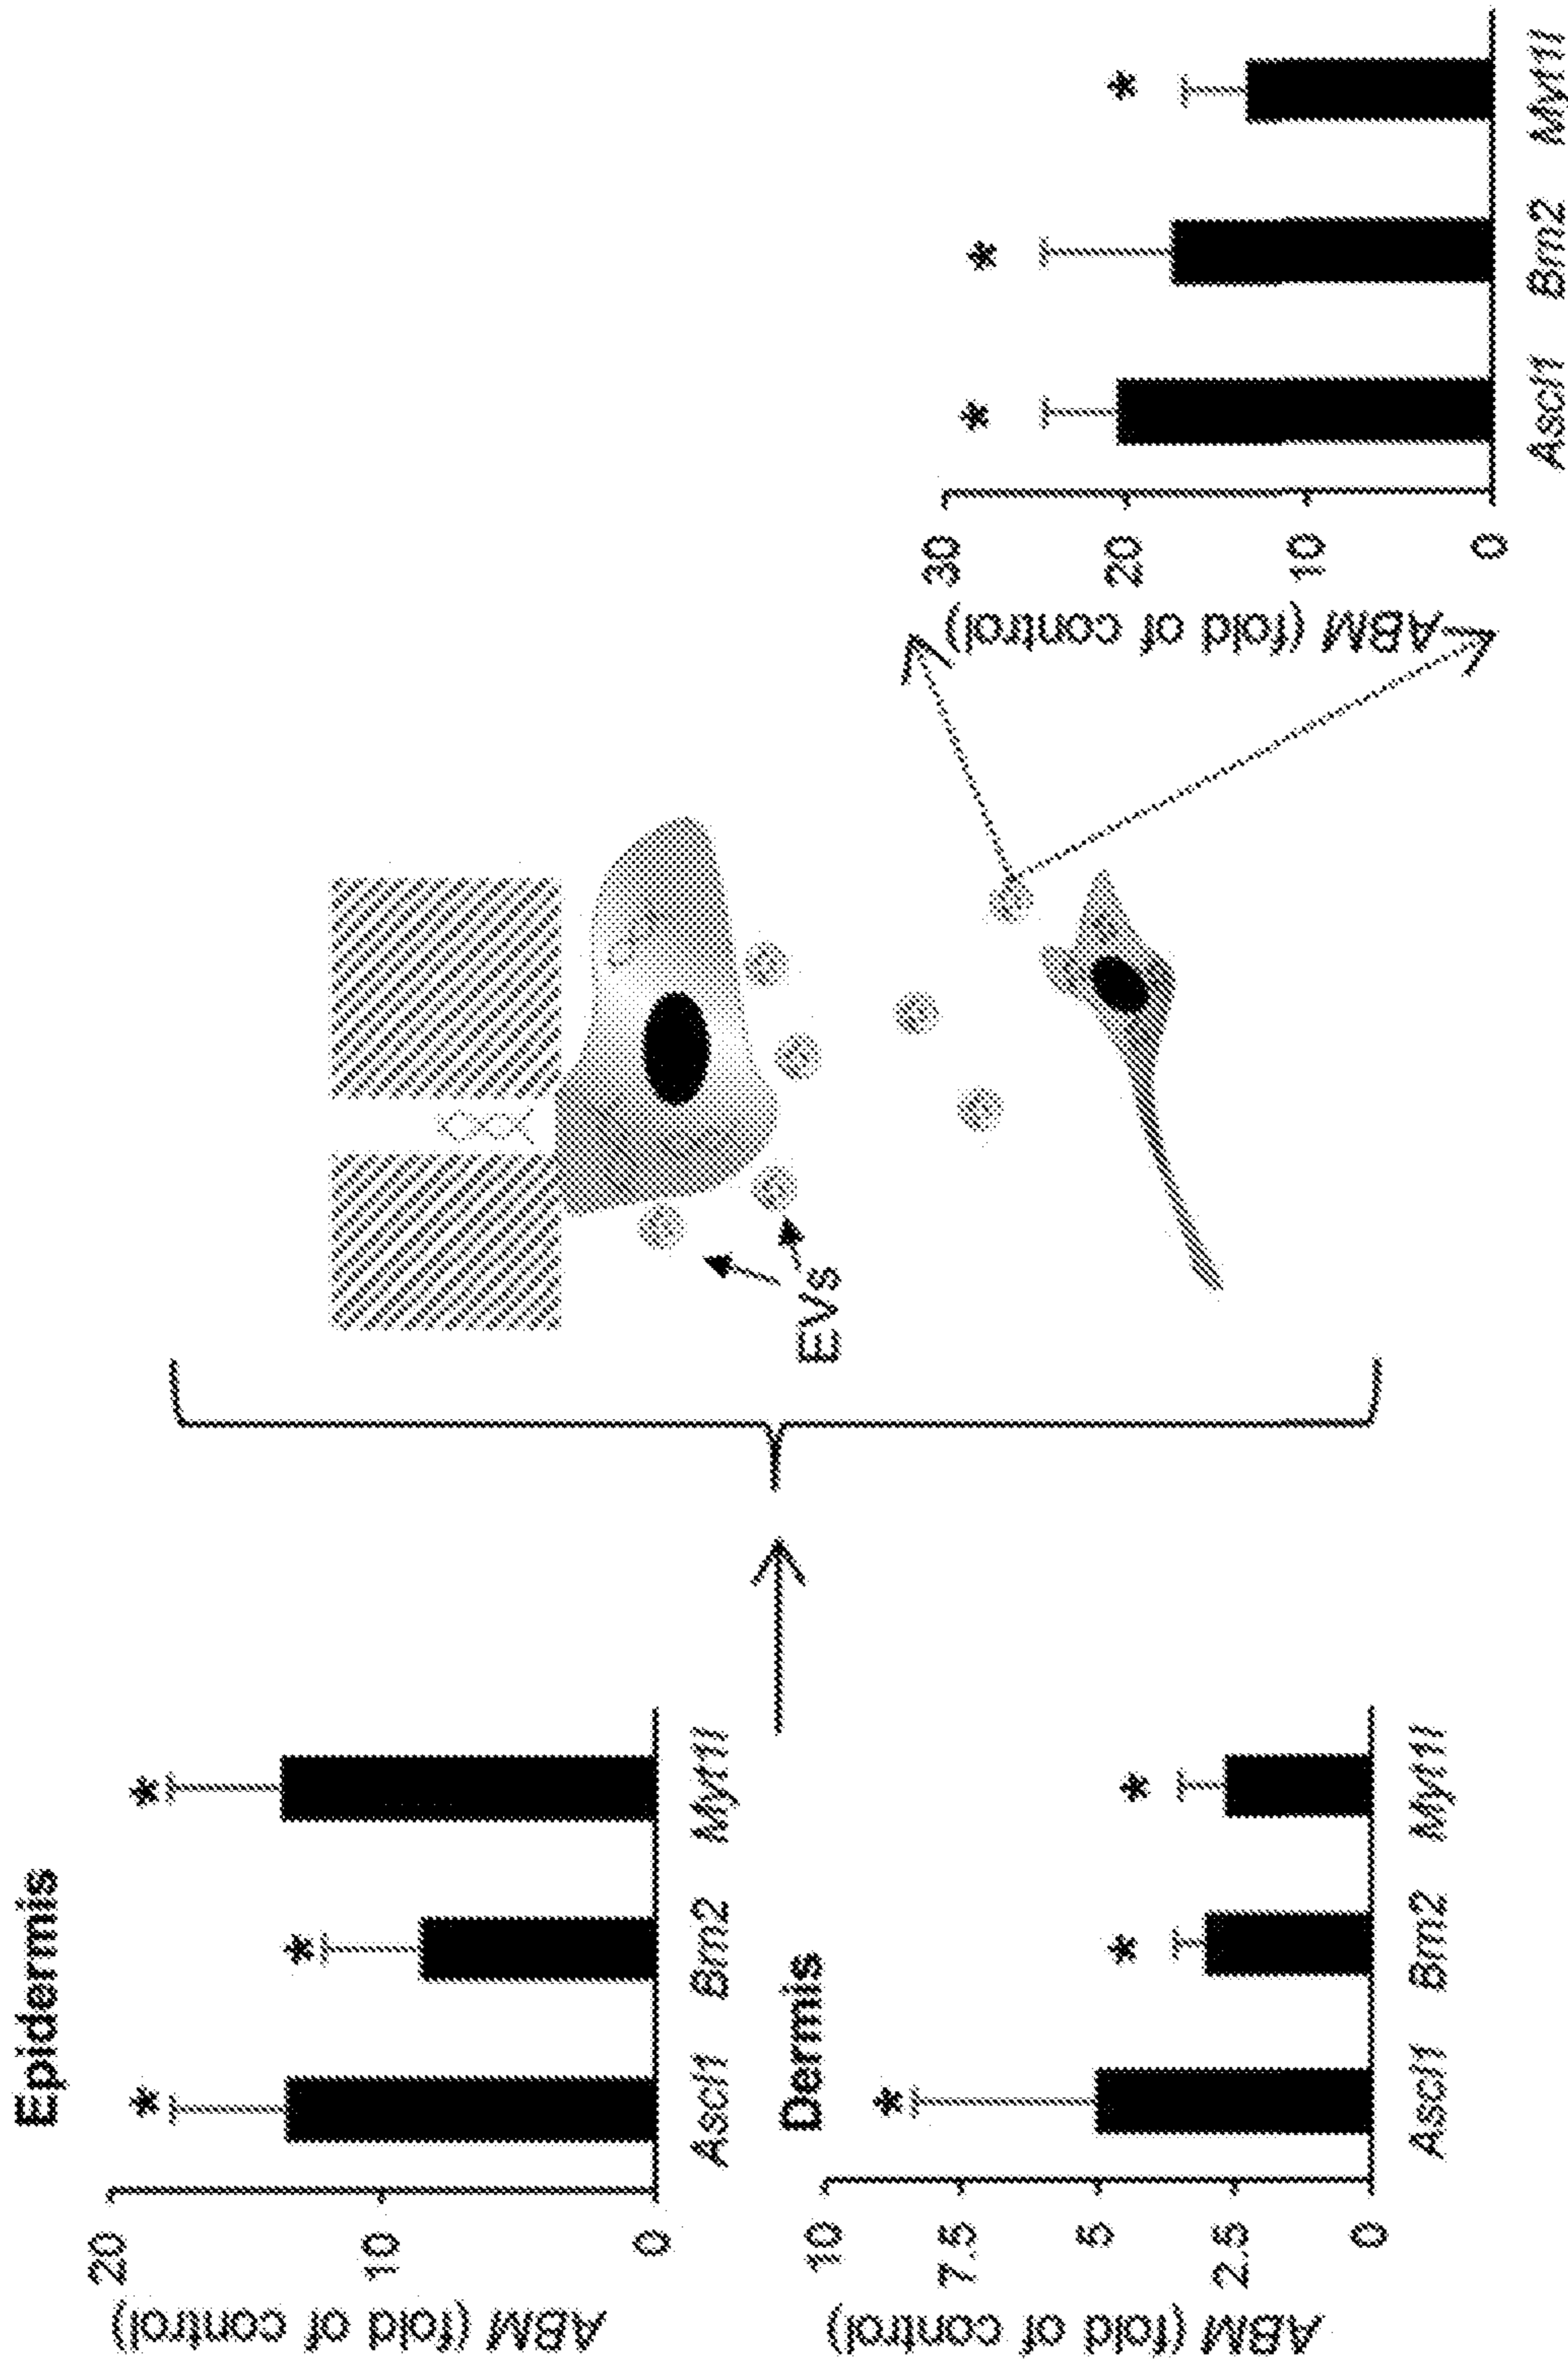 Epidermis
ABM (fold of control)
20
10
0
*
*
*
Ascl1 Brn2 Myt1l
Dermis
ABM (fold of control)
10
7.5
5
2.5
0
*
*
*
Ascl1 Brn2 Myt1l
EVs
ABM (fold of control)
30
20
10
0
*
*
*
Ascl1 Brn2 Myt1l